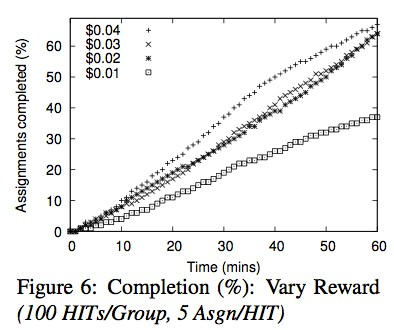 $0.04
$0.03
$0.02
$0.01
Assignments completed (%)
60
50
40
30
20
10
0
0 10 20 30 40 50 60
Time (mins)
Figure 6: Completion (%): Vary Reward
(100 HITs/Group, 5 Asgn/HIT)